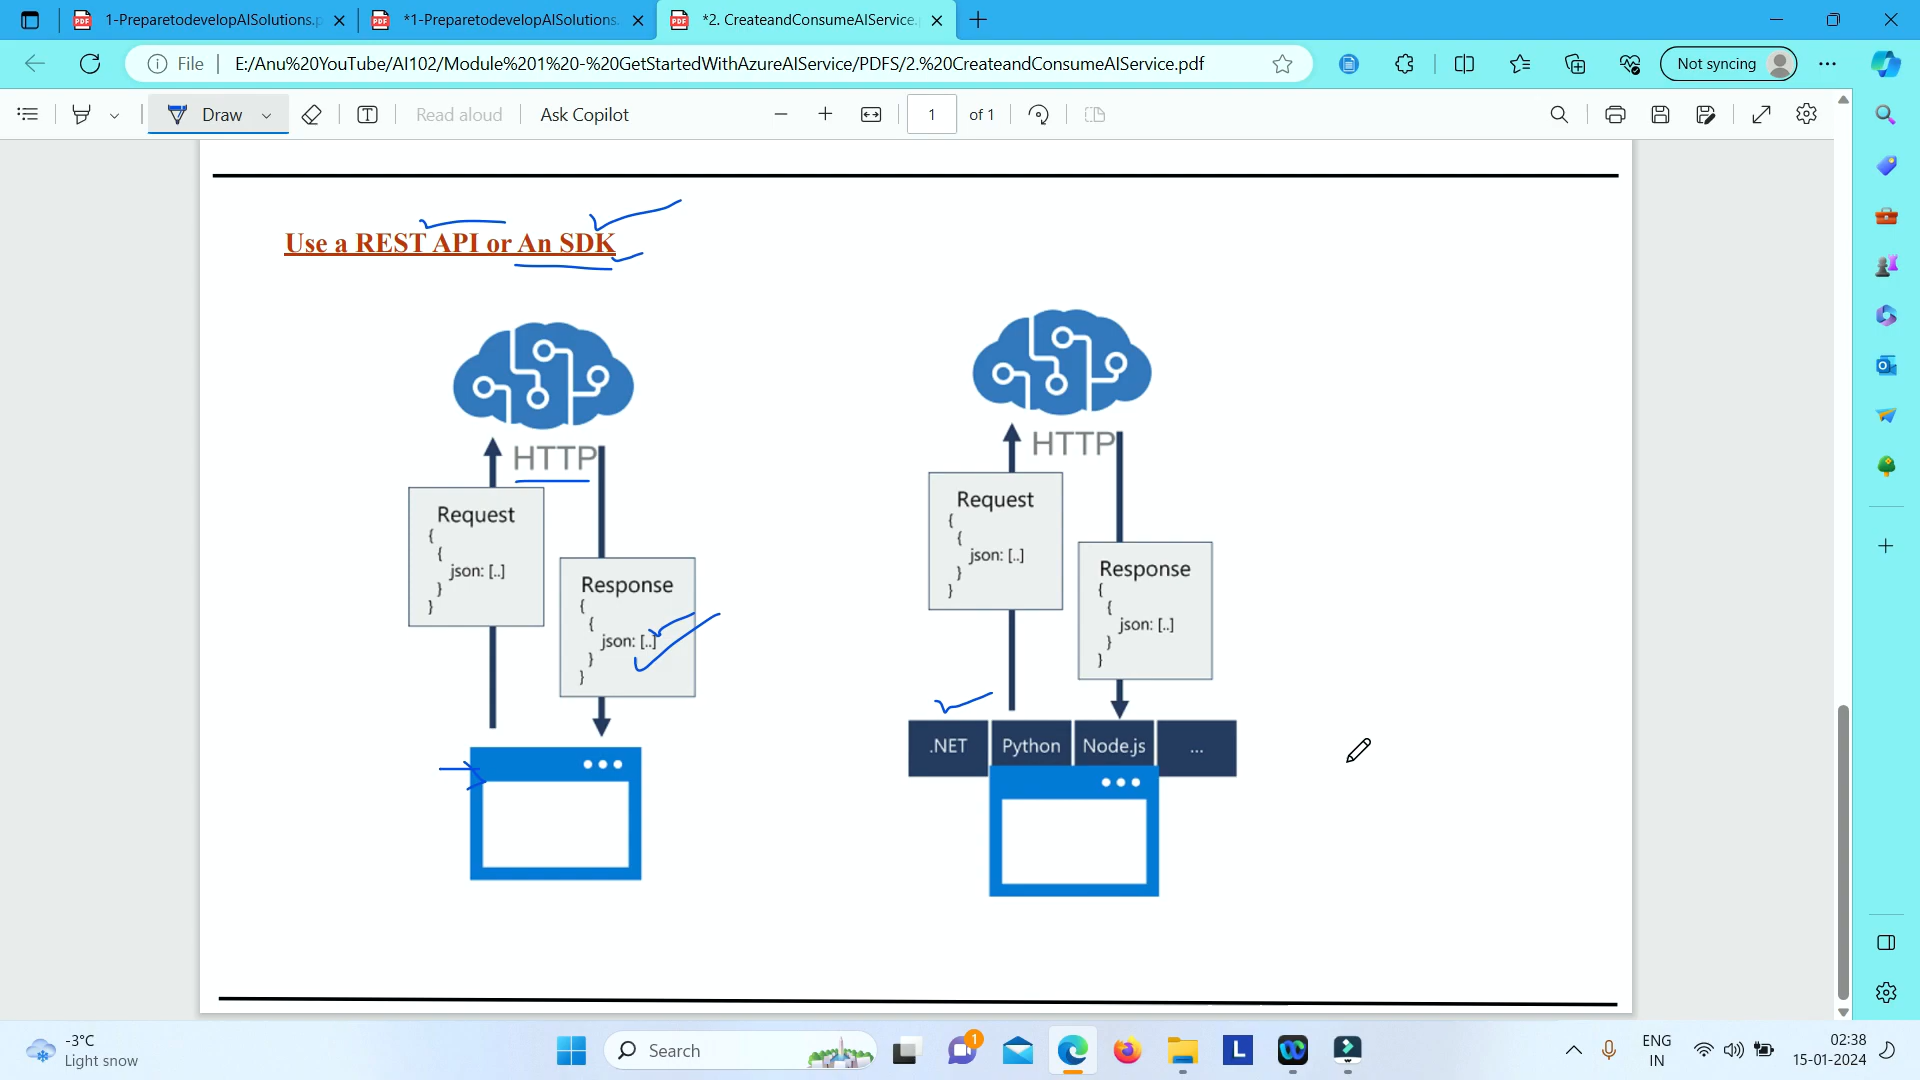 1-PreparetodevelopAISolutions.p
*1-PreparetodevelopAISolutions.
*2. CreateandConsumeAIService.
File
E:/Anu%20YouTube/AI102/Module%201%20-%20GetStartedWithAzureAIService/PDFS/2.%20CreateandConsumeAIService.pdf
Not syncing
Draw
Read aloud
Ask Copilot
1
of 1
Use a REST API or An SDK
HTTP
Request
{
{
json: [..]
}
}
Response
{
{
json: [..]
}
}
HTTP
Request
{
{
json: [..]
}
}
Response
{
{
json: [..]
}
}
.NET
Python
Node.js
...
-3°C
Light snow
Search
1
L
ENG
IN
02:38
15-01-2024